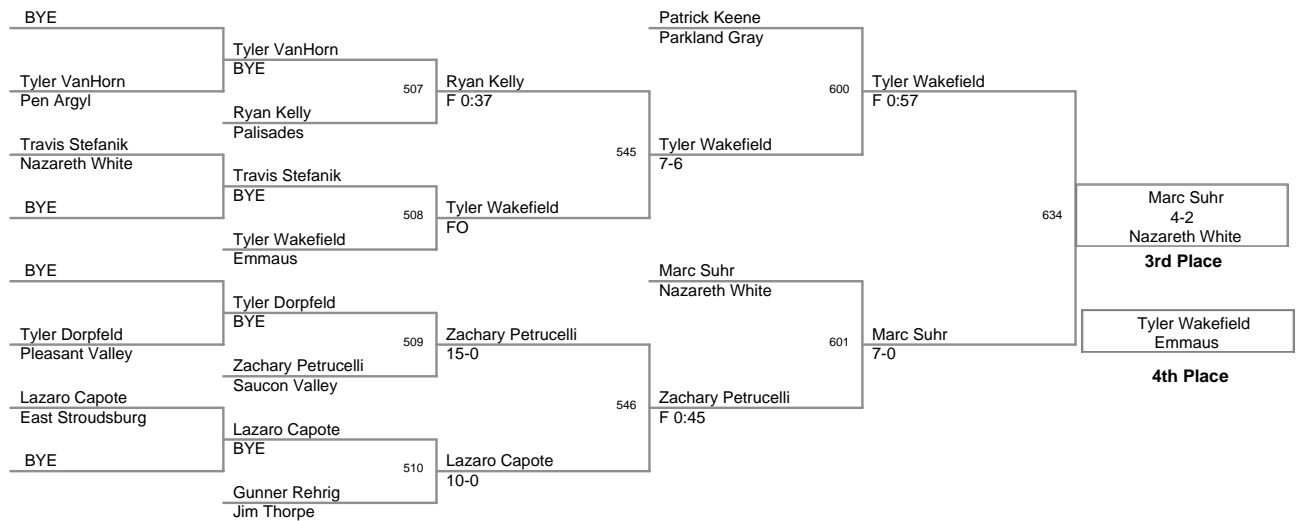 BYE
Tyler VanHorn
Pen Argyl
Travis Stefanik
Nazareth White
BYE
BYE
Tyler Dorpfeld
Pleasant Valley
Lazaro Capote
East Stroudsburg
BYE
Tyler VanHorn
BYE
507
Ryan Kelly
Palisades
Travis Stefanik
BYE
508
Tyler Wakefield
Emmaus
Tyler Dorpfeld
BYE
509
Zachary Petrucelli
Saucon Valley
Lazaro Capote
BYE
510
Gunner Rehrig
Jim Thorpe
Ryan Kelly
F 0:37
545
Tyler Wakefield
FO
Zachary Petrucelli
15-0
546
Lazaro Capote
10-0
Patrick Keene
Parkland Gray
600
Tyler Wakefield
7-6
Marc Suhr
Nazareth White
601
Zachary Petrucelli
F 0:45
Tyler Wakefield
F 0:57
634
Marc Suhr
7-0
Marc Suhr
4-2
Nazareth White
3rd Place
Tyler Wakefield
Emmaus
4th Place